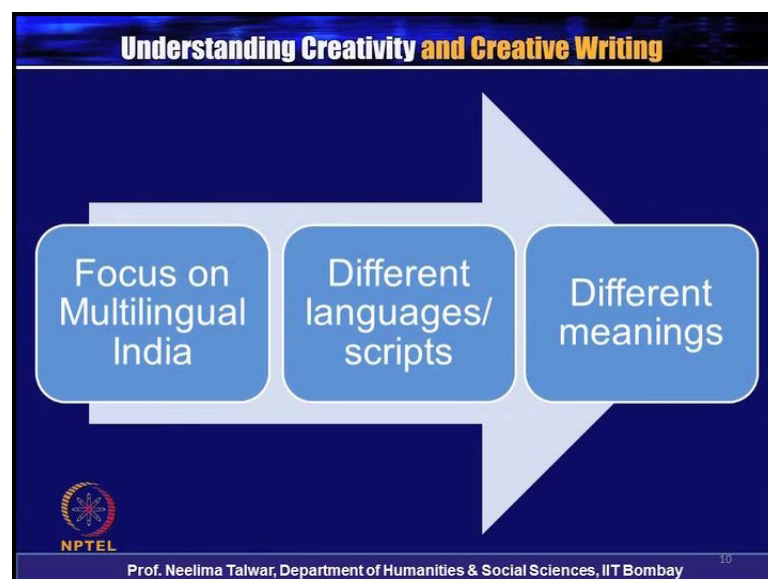 Understanding Creativity and Creative Writing
Focus on
Multilingual
India
Different
languages/
scripts
Different
meanings
NPTEL
10
Prof. Neelima Talwar, Department of Humanities & Social Sciences, IIT Bombay